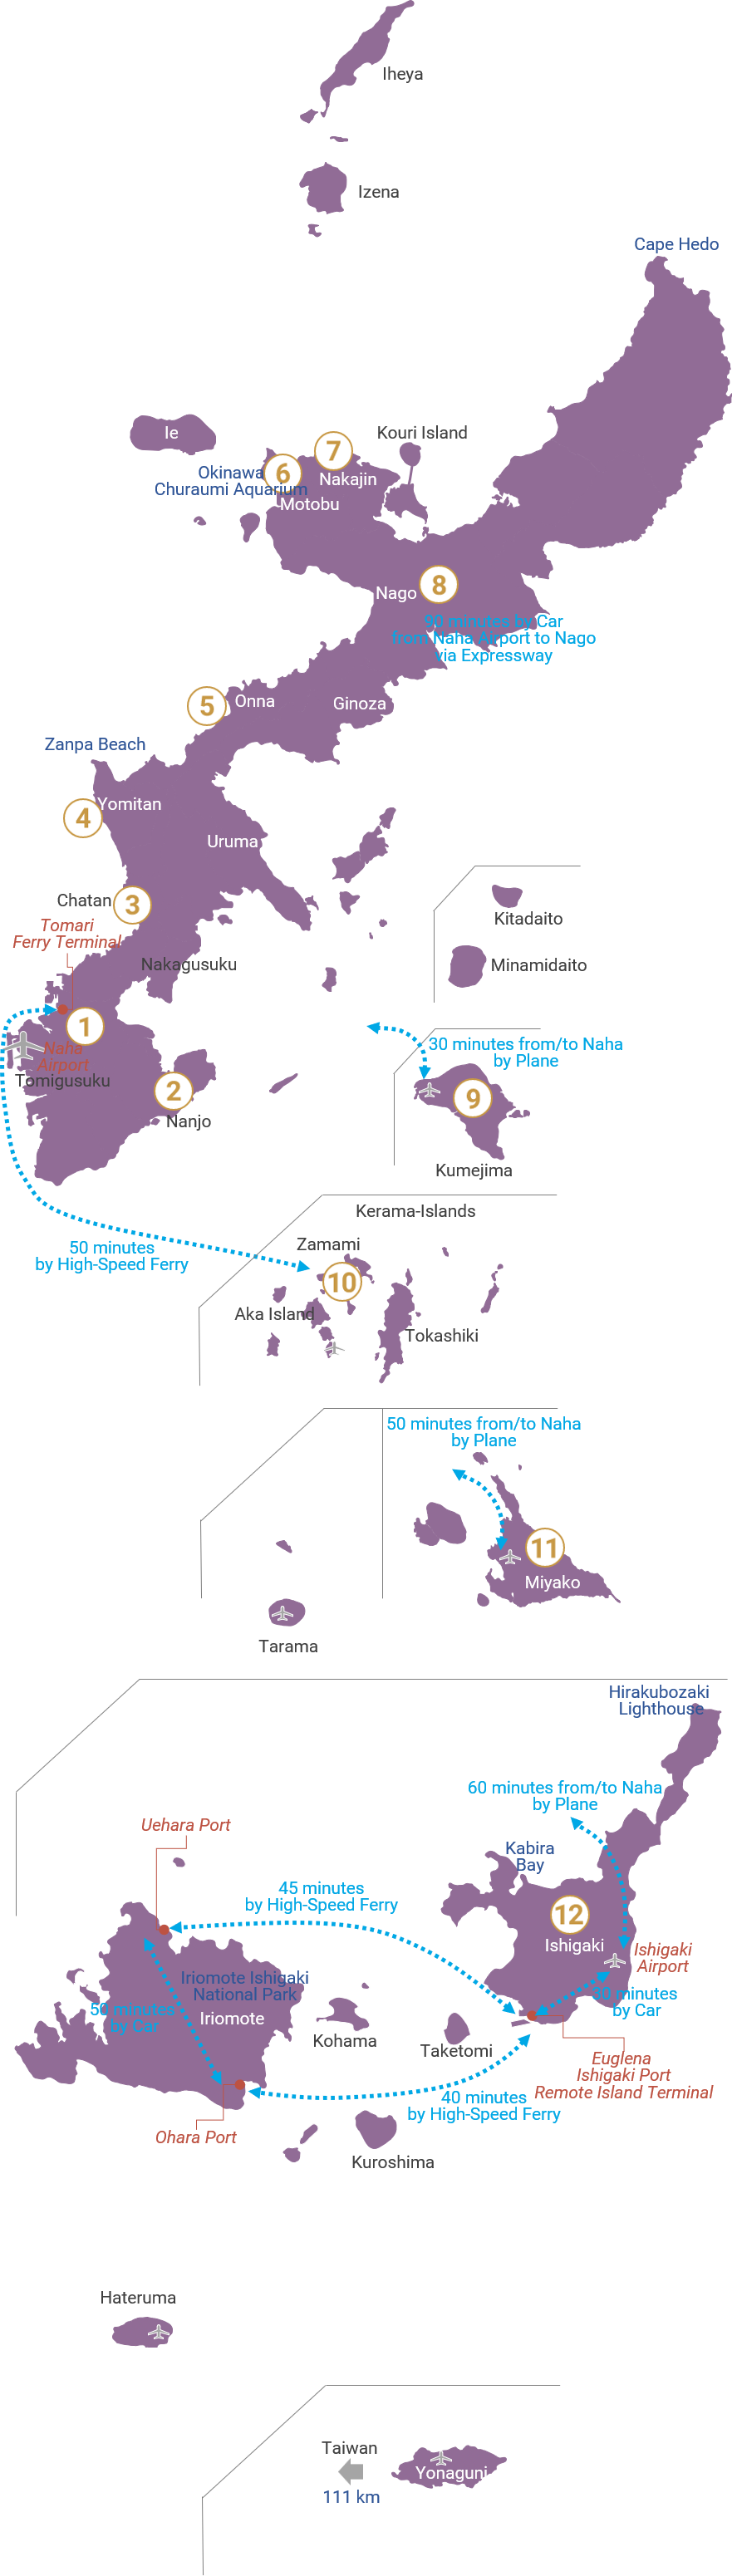 Iheya
Izena
Cape Hedo
Ie
7
Kouri Island
Okinawa
Churaumi Aquarium
6
Nakajin
Motobu
8
Nago
90 minutes by Car
from Naha Airport to Nago
via Expressway
5
Onna
Ginoza
Zanpa Beach
Yomitan
4
Uruma
Chatan
3
Tomari
Ferry Terminal
Kitadaito
Nakagusuku
Minamidaito
1
Naha
Airport
Tomigusuku
2
Nanjo
30 minutes from/to Naha
by Plane
9
Kumejima
Kerama-Islands
50 minutes
by High-Speed Ferry
Zamami
10
Aka Island
Tokashiki
50 minutes from/to Naha
by Plane
11
Miyako
Tarama
Hirakubozaki
Lighthouse
60 minutes from/to Naha
by Plane
Uehara Port
Kabira
Bay
45 minutes
by High-Speed Ferry
12
Ishigaki
Ishigaki
Airport
Iriomote Ishigaki
National Park
50 minutes
by Car
Iriomote
30 minutes
by Car
Kohama
Taketomi
Euglena
Ishigaki Port
Remote Island Terminal
40 minutes
by High-Speed Ferry
Ohara Port
Kuroshima
Hateruma
Taiwan
111 km
Yonaguni